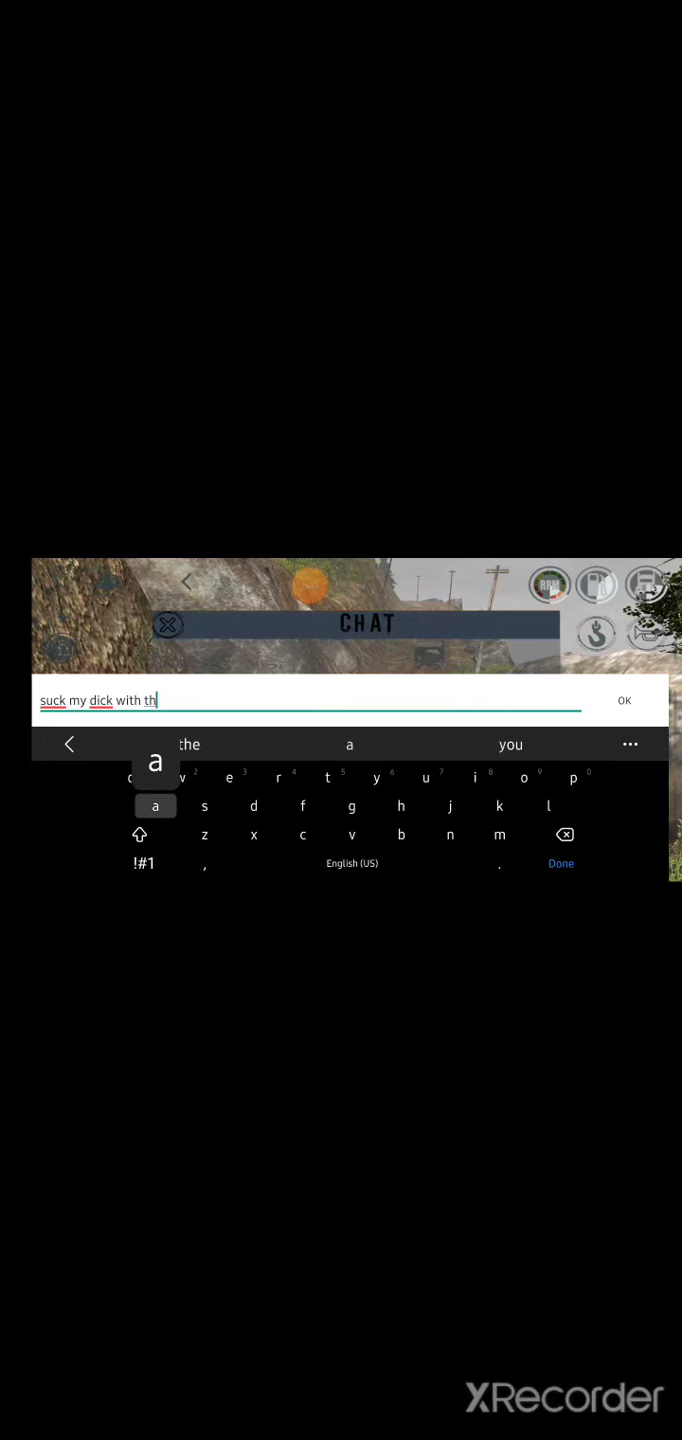 RPM
CHAT
suck my dick with th
OK
the a you
a
w 2 e 3 r 4 t 5 y 6 u 7 i 8 o 9 p 0
a s d f g h j k l
z x c v b n m
!#1 , English (US) . Done
XRecorder